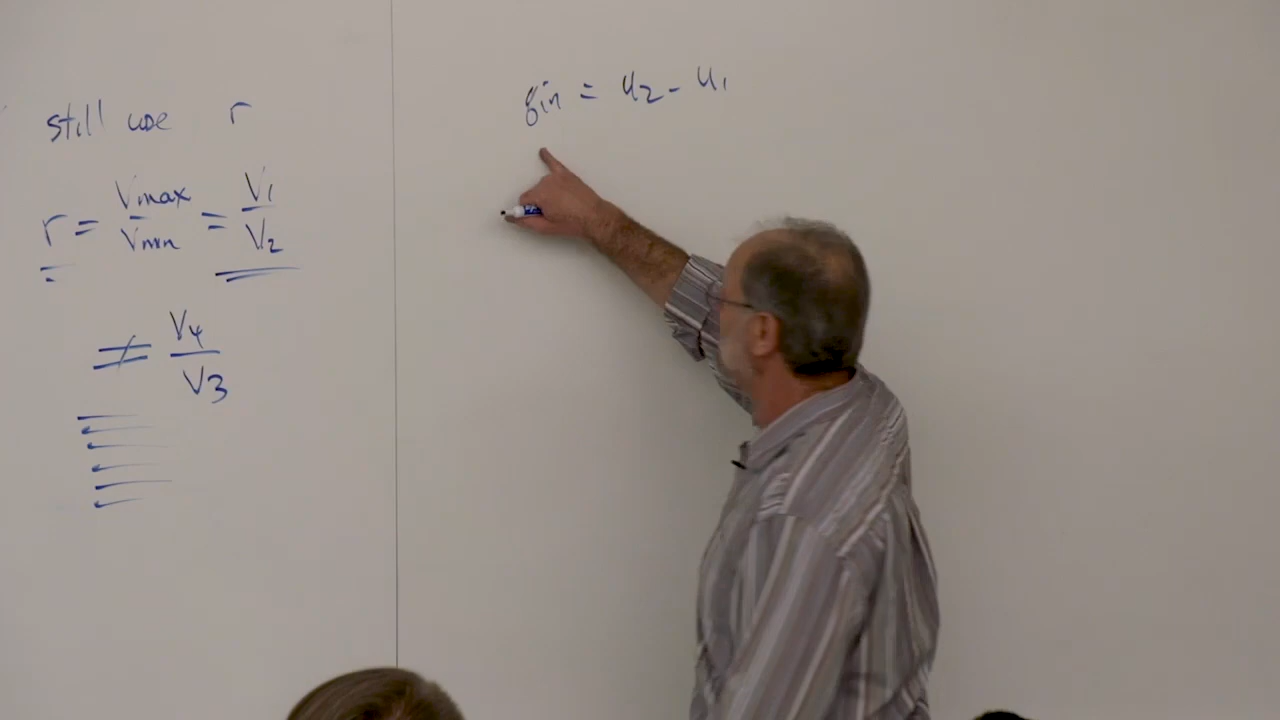 still use r
r = Vmax/Vmin = V1/V2
≠ V4/V3
qin = u2 - u1